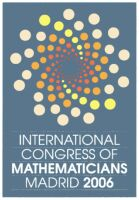 INTERNATIONAL
CONGRESS OF
MATHEMATICIANS
MADRID 2006